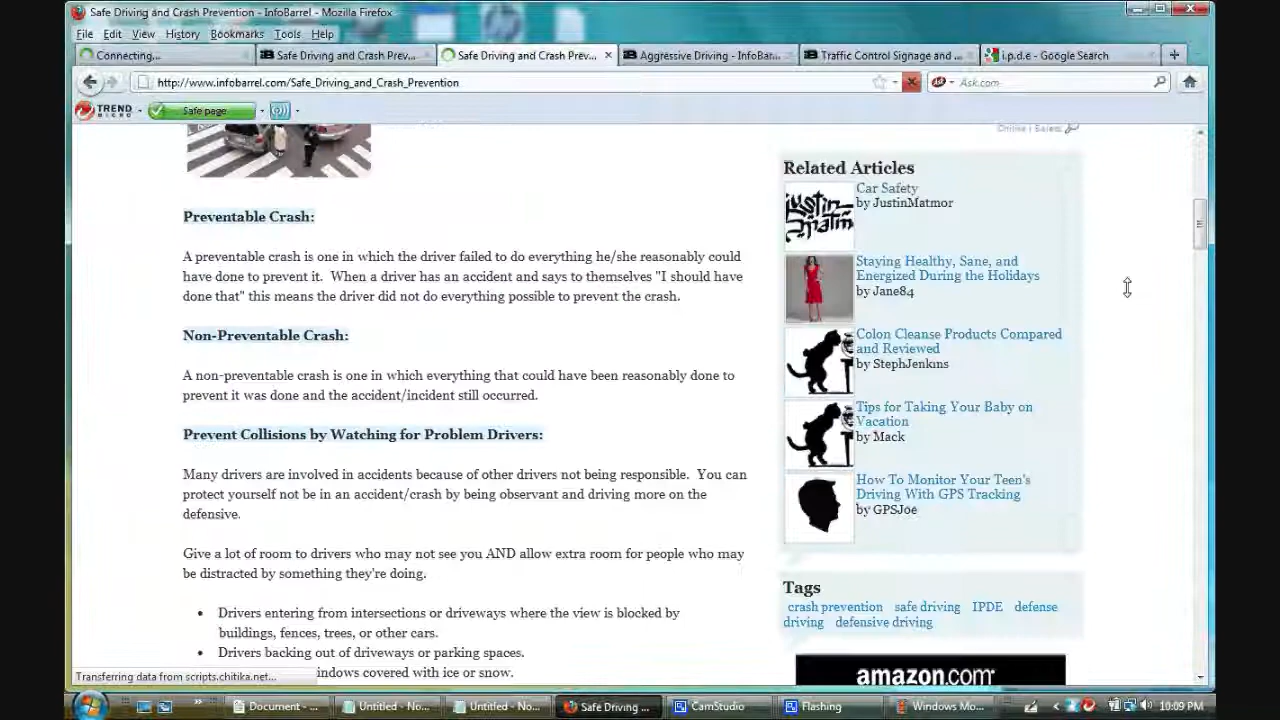 Safe Driving and Crash Prevention - InfoBarrel - Mozilla Firefox
File Edit View History Bookmarks Tools Help
Connecting...
Safe Driving and Crash Prev...
Safe Driving and Crash Prev...
Aggressive Driving - InfoBar...
Traffic Control Signage and ...
i.p.d.e - Google Search
http://www.infobarrel.com/Safe_Driving_and_Crash_Prevention
Ask.com
TREND MICRO
Safe page
Preventable Crash:
A preventable crash is one in which the driver failed to do everything he/she reasonably could
have done to prevent it. When a driver has an accident and says to themselves "I should have
done that" this means the driver did not do everything possible to prevent the crash.
Non-Preventable Crash:
A non-preventable crash is one in which everything that could have been reasonably done to
prevent it was done and the accident/incident still occurred.
Prevent Collisions by Watching for Problem Drivers:
Many drivers are involved in accidents because of other drivers not being responsible. You can
protect yourself not be in an accident/crash by being observant and driving more on the
defensive.
Give a lot of room to drivers who may not see you AND allow extra room for people who may
be distracted by something they're doing.
• Drivers entering from intersections or driveways where the view is blocked by
buildings, fences, trees, or other cars.
• Drivers backing out of driveways or parking spaces.
indows covered with ice or snow.
Related Articles
Car Safety
by JustinMatmor
Staying Healthy, Sane, and
Energized During the Holidays
by Jane84
Colon Cleanse Products Compared
and Reviewed
by StephJenkins
Tips for Taking Your Baby on
Vacation
by Mack
How To Monitor Your Teen's
Driving With GPS Tracking
by GPSJoe
Tags
crash prevention safe driving IPDE defense
driving defensive driving
amazon.com
Transferring data from scripts.chitika.net...
Document - ...
Untitled - No...
Untitled - No...
Safe Driving ...
CamStudio
Flashing
Windows Mo...
10:09 PM